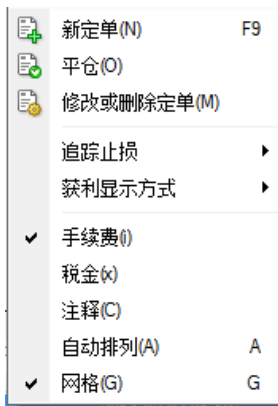 新定单(N) F9
平仓(O)
修改或删除定单(M)
追踪止损
获利显示方式
手续费(i)
税金(x)
注释(C)
自动排列(A) A
网格(G) G